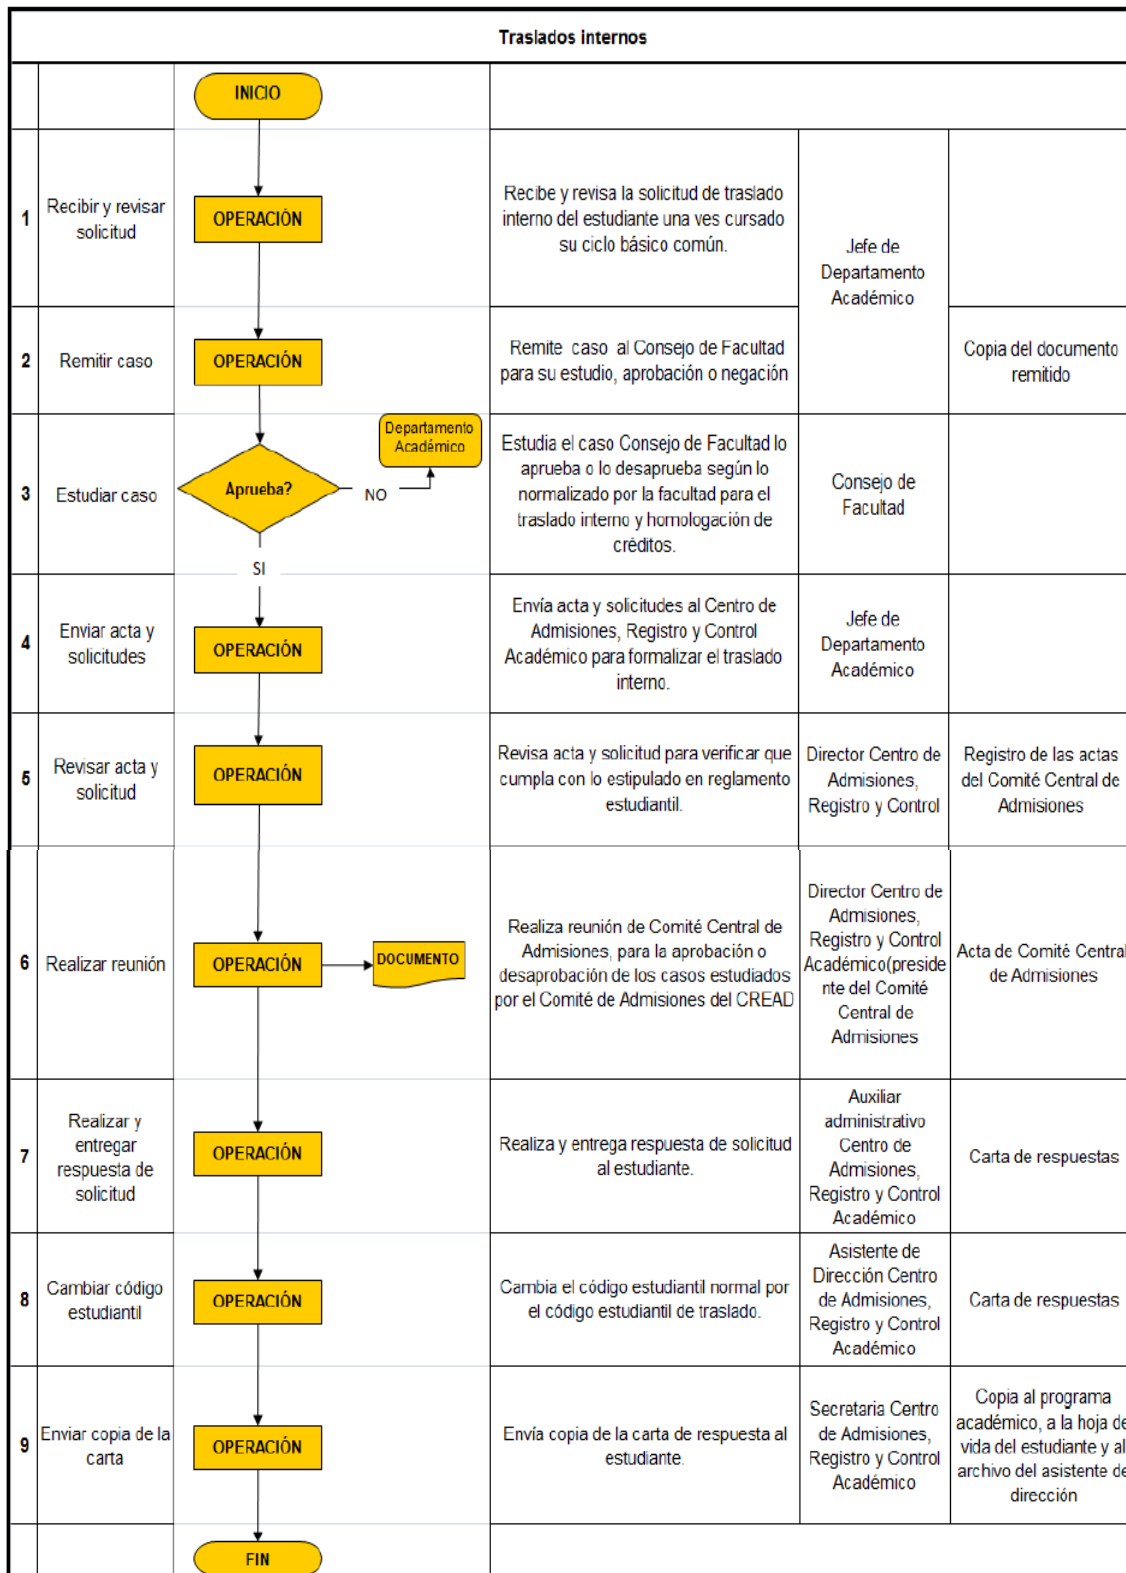 Traslados internos
INICIO
1
Recibir y revisar
solicitud
OPERACIÓN
Recibe y revisa la solicitud de traslado
interno del estudiante una ves cursado
su ciclo básico común.
Jefe de
Departamento
Académico
2
Remitir caso
OPERACIÓN
Remite caso al Consejo de Facultad
para su estudio, aprobación o negación
Copia del documento
remitido
3
Estudiar caso
Aprueba?
NO
Departamento
Académico
SI
Estudia el caso Consejo de Facultad lo
aprueba o lo desaprueba según lo
normalizado por la facultad para el
traslado interno y homologación de
créditos.
Consejo de
Facultad
4
Enviar acta y
solicitudes
OPERACIÓN
Envía acta y solicitudes al Centro de
Admisiones, Registro y Control
Académico para formalizar el traslado
interno.
Jefe de
Departamento
Académico
5
Revisar acta y
solicitud
OPERACIÓN
Revisa acta y solicitud para verificar que
cumpla con lo estipulado en reglamento
estudiantil.
Director Centro de
Admisiones,
Registro y Control
Registro de las actas
del Comité Central de
Admisiones
6
Realizar reunión
OPERACIÓN
DOCUMENTO
Realiza reunión de Comité Central de
Admisiones, para la aprobación o
desaprobación de los casos estudiados
por el Comité de Admisiones del CREAD
Director Centro de
Admisiones,
Registro y Control
Académico(preside
nte del Comité
Central de
Admisiones
Acta de Comité Central
de Admisiones
7
Realizar y
entregar
respuesta de
solicitud
OPERACIÓN
Realiza y entrega respuesta de solicitud
al estudiante.
Auxiliar
administrativo
Centro de
Admisiones,
Registro y Control
Académico
Carta de respuestas
8
Cambiar código
estudiantil
OPERACIÓN
Cambia el código estudiantil normal por
el código estudiantil de traslado.
Asistente de
Dirección Centro
de Admisiones,
Registro y Control
Académico
Carta de respuestas
9
Enviar copia de la
carta
OPERACIÓN
Envía copia de la carta de respuesta al
estudiante.
Secretaria Centro
de Admisiones,
Registro y Control
Académico
Copia al programa
académico, a la hoja de
vida del estudiante y al
archivo del asistente de
dirección
FIN